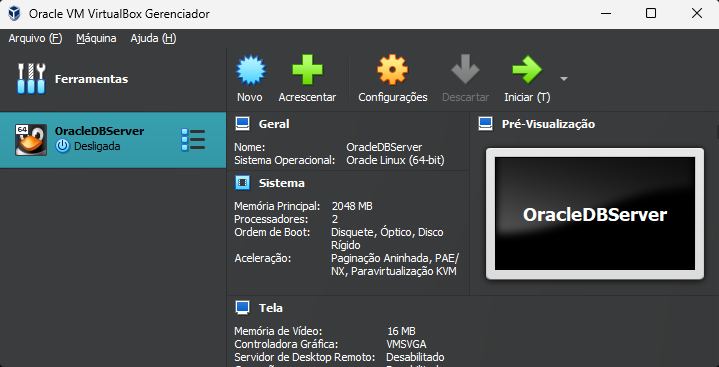 Oracle VM VirtualBox Gerenciador
Arquivo (F) Máquina Ajuda (H)
Ferramentas
Novo Acrescentar Configurações Descartar Iniciar (T)
64
OracleDBServer
Desligada
Geral
Nome: OracleDBServer
Sistema Operacional: Oracle Linux (64-bit)
Sistema
Memória Principal: 2048 MB
Processadores: 2
Ordem de Boot: Disquete, Óptico, Disco
Rígido
Aceleração: Paginação Aninhada, PAE/
NX, Paravirtualização KVM
Pré-Visualização
OracleDBServer
Tela
Memória de Vídeo: 16 MB
Controladora Gráfica: VMSVGA
Servidor de Desktop Remoto: Desabilitado